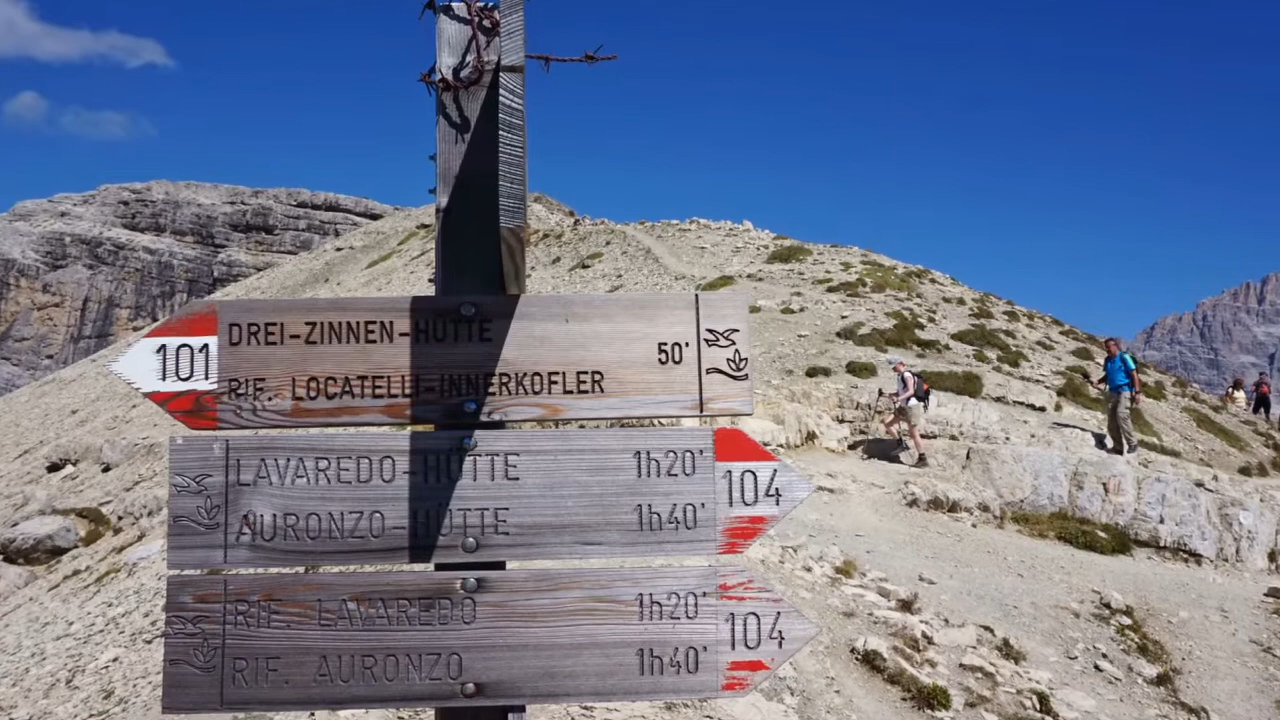 101
DREI-ZINNEN-HÜTTE
50'
RIF. LOCATELLI-INNERKOFLER
LAVAREDO-HÜTTE 1h20'
104
AURONZO-HÜTTE 1h40'
RIF. LAVAREDO 1h20'
104
RIF. AURONZO 1h40'